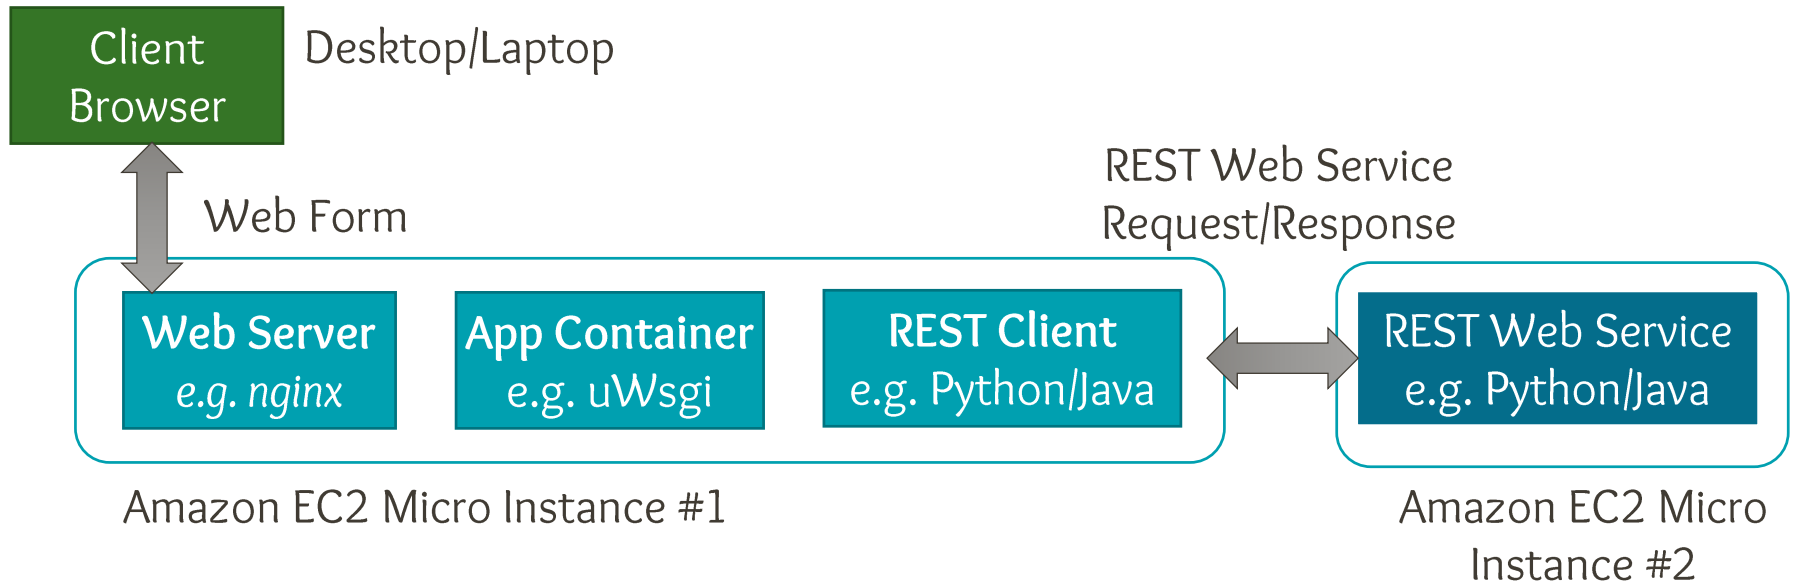 Client
Browser
Desktop/Laptop
Web Form
REST Web Service
Request/Response
Web Server
e.g. nginx
App Container
e.g. uWsgi
REST Client
e.g. Python/Java
REST Web Service
e.g. Python/Java
Amazon EC2 Micro Instance #1
Amazon EC2 Micro
Instance #2